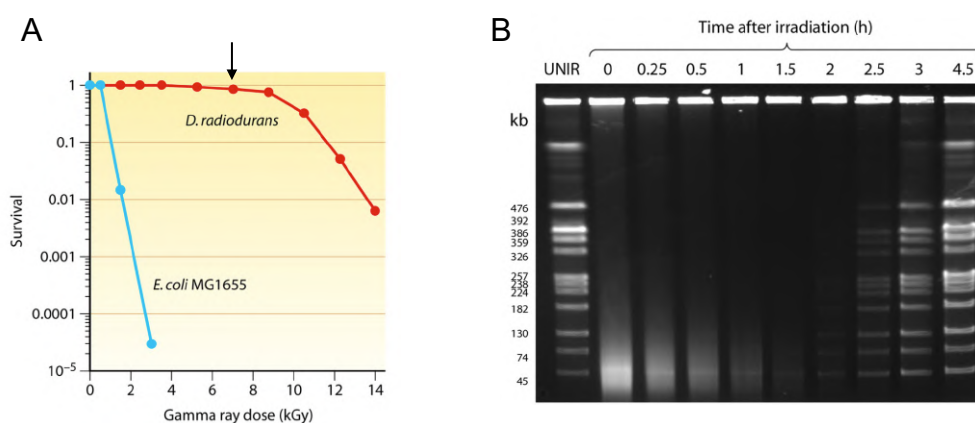 A
Survival
1
0.1
0.01
0.001
0.0001
10⁻⁵
D. radiodurans
E. coli MG1655
0 2 4 6 8 10 12 14
Gamma ray dose (kGy)
B
Time after irradiation (h)
UNIR 0 0.25 0.5 1 1.5 2 2.5 3 4.5
kb
476
392
386
359
326
257
238
224
182
130
74
45